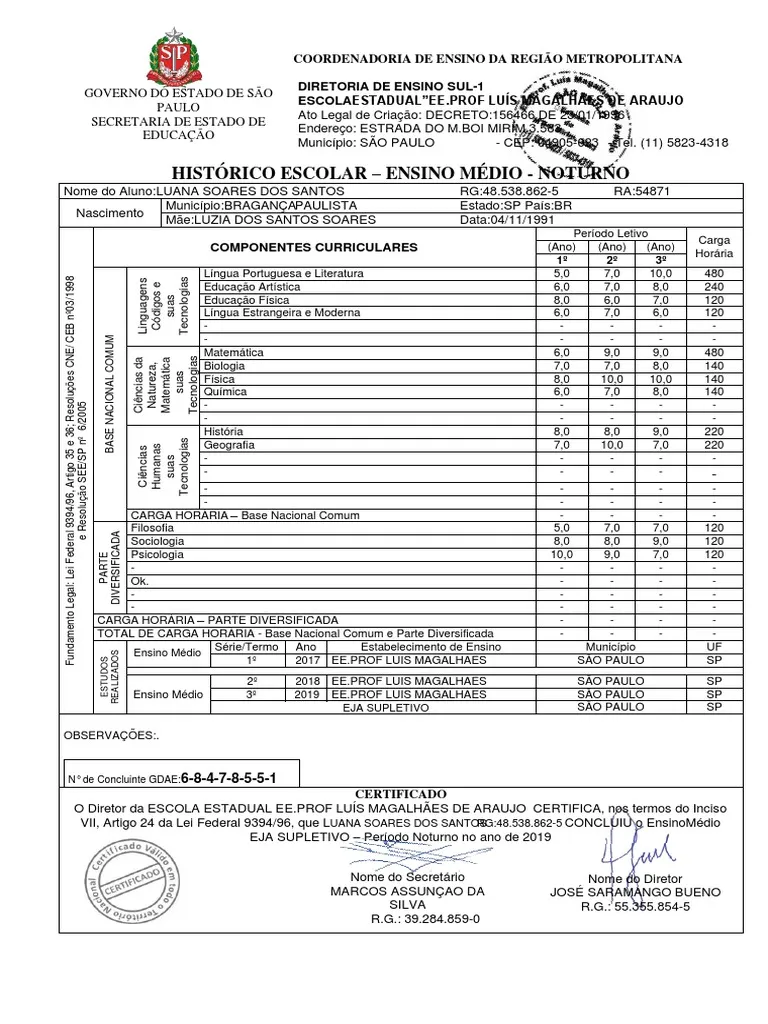 COORDENADORIA DE ENSINO DA REGIÃO METROPOLITANA
GOVERNO DO ESTADO DE SÃO
PAULO
SECRETARIA DE ESTADO DE
EDUCAÇÃO
DIRETORIA DE ENSINO SUL-1
ESCOLAESTADUAL"EE.PROF LUÍS MAGALHÃES DE ARAUJO
Ato Legal de Criação: DECRETO:156466 DE 23/01/1996
Endereço: ESTRADA DO M.BOI MIRIM
Município: SÃO PAULO - CEP: Tel. (11) 5823-4318
HISTÓRICO ESCOLAR – ENSINO MÉDIO - NOTURNO
Nome do Aluno:LUANA SOARES DOS SANTOS RG:48.538.862-5 RA:54871
Nascimento
Município:BRAGANÇAPAULISTA Estado:SP País:BR
Mãe:LUZIA DOS SANTOS SOARES Data:04/11/1991
Fundamento Legal: Lei Federal 9394/96, Artigo 35 e 36; Resoluções CNE/ CEB nº03/1998
e Resolução SEE/SP nº 6/2005
COMPONENTES CURRICULARES
Período Letivo
Carga
Horária
(Ano) (Ano) (Ano)
1º 2º 3º
BASE NACIONAL COMUM
Linguagens
Códigos e
suas
Tecnologias
Língua Portuguesa e Literatura 5,0 7,0 10,0 480
Educação Artística 6,0 7,0 8,0 240
Educação Física 8,0 6,0 7,0 120
Língua Estrangeira e Moderna 6,0 7,0 6,0 120
- - - - -
- - - - -
Ciências da
Natureza,
Matemática
suas
Tecnologias
Matemática 6,0 9,0 9,0 480
Biologia 7,0 7,0 8,0 140
Física 8,0 10,0 10,0 140
Química 6,0 7,0 8,0 140
- - - - -
- - - - -
Ciências
Humanas
suas
Tecnologias
História 8,0 8,0 9,0 220
Geografia 7,0 10,0 7,0 220
- - - - -
- - - - -
- - - - -
- - - - -
CARGA HORÁRIA – Base Nacional Comum - - - -
PARTE
DIVERSIFICADA
Filosofia 5,0 7,0 7,0 120
Sociologia 8,0 8,0 9,0 120
Psicologia 10,0 9,0 7,0 120
- - - - -
Ok. - - - -
- - - - -
- - - - -
CARGA HORÁRIA – PARTE DIVERSIFICADA - - - -
TOTAL DE CARGA HORARIA - Base Nacional Comum e Parte Diversificada - - - -
ESTUDOS
REALIZADOS
Ensino Médio
Série/Termo Ano Estabelecimento de Ensino Município UF
1º 2017 EE.PROF LUIS MAGALHAES SÃO PAULO SP
Ensino Médio
2º 2018 EE.PROF LUIS MAGALHAES SÃO PAULO SP
3º 2019 EE.PROF LUIS MAGALHAES SÃO PAULO SP
EJA SUPLETIVO SÃO PAULO SP
OBSERVAÇÕES:.
N° de Concluinte GDAE:6-8-4-7-8-5-5-1
CERTIFICADO
O Diretor da ESCOLA ESTADUAL EE.PROF LUÍS MAGALHÃES DE ARAUJO CERTIFICA, nos termos do Inciso
VII, Artigo 24 da Lei Federal 9394/96, que LUANA SOARES DOS SANTOS RG:48.538.862-5 CONCLUIU o EnsinoMédio
EJA SUPLETIVO – Período Noturno no ano de 2019
Certificado Válido em todo o Território Nacional
CERTIFICADO
Nome do Secretário
MARCOS ASSUNÇAO DA
SILVA
R.G.: 39.284.859-0
Nome do Diretor
JOSÉ SARAMANGO BUENO
R.G.: 55.355.854-5